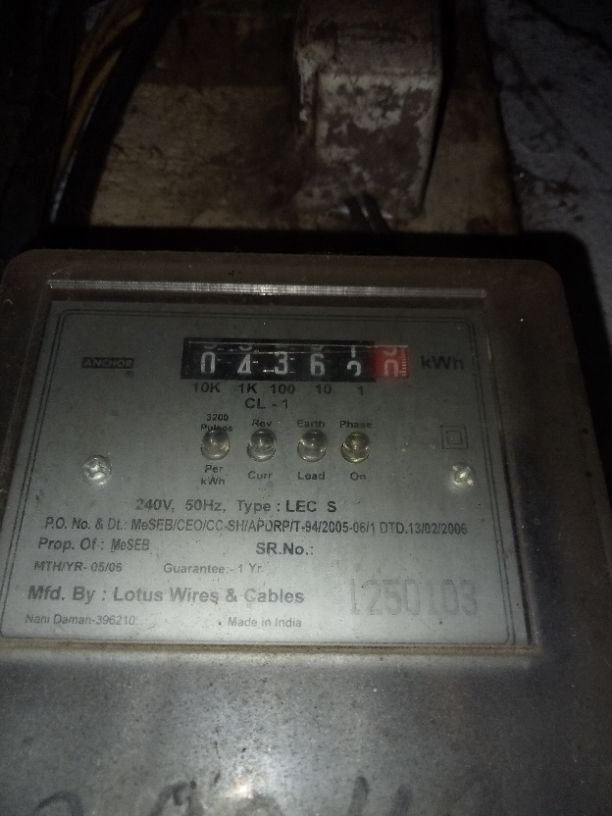 ANCHOR
04362 0 kWh
10K 1K 100 10 1
CL - 1
3200 Pulses Rev Earth Phase
Per kWh Curr Load On
240V, 50Hz, Type : LEC S
P.O. No. & Dt.: MeSEB/CEO/CC-SH/APDRP/T-94/2005-06/1 DTD.13/02/2006
Prop. Of : MeSEB SR.No.:
MTH/YR- 05/06 Guarantee:- 1 Yr.
Mfd. By : Lotus Wires & Cables 1250103
Nani Daman-396210 Made in India